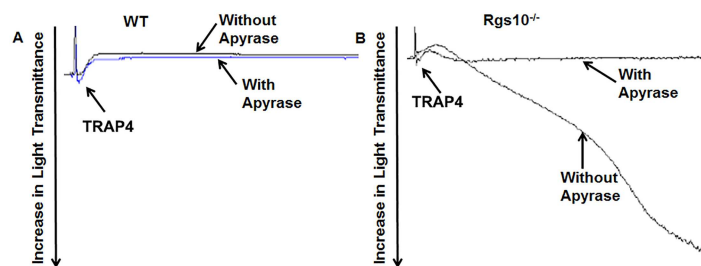 A
WT
Without
Apyrase
With
Apyrase
TRAP4
Increase in Light Transmittance
B
Rgs10-/-
With
Apyrase
TRAP4
Without
Apyrase
Increase in Light Transmittance